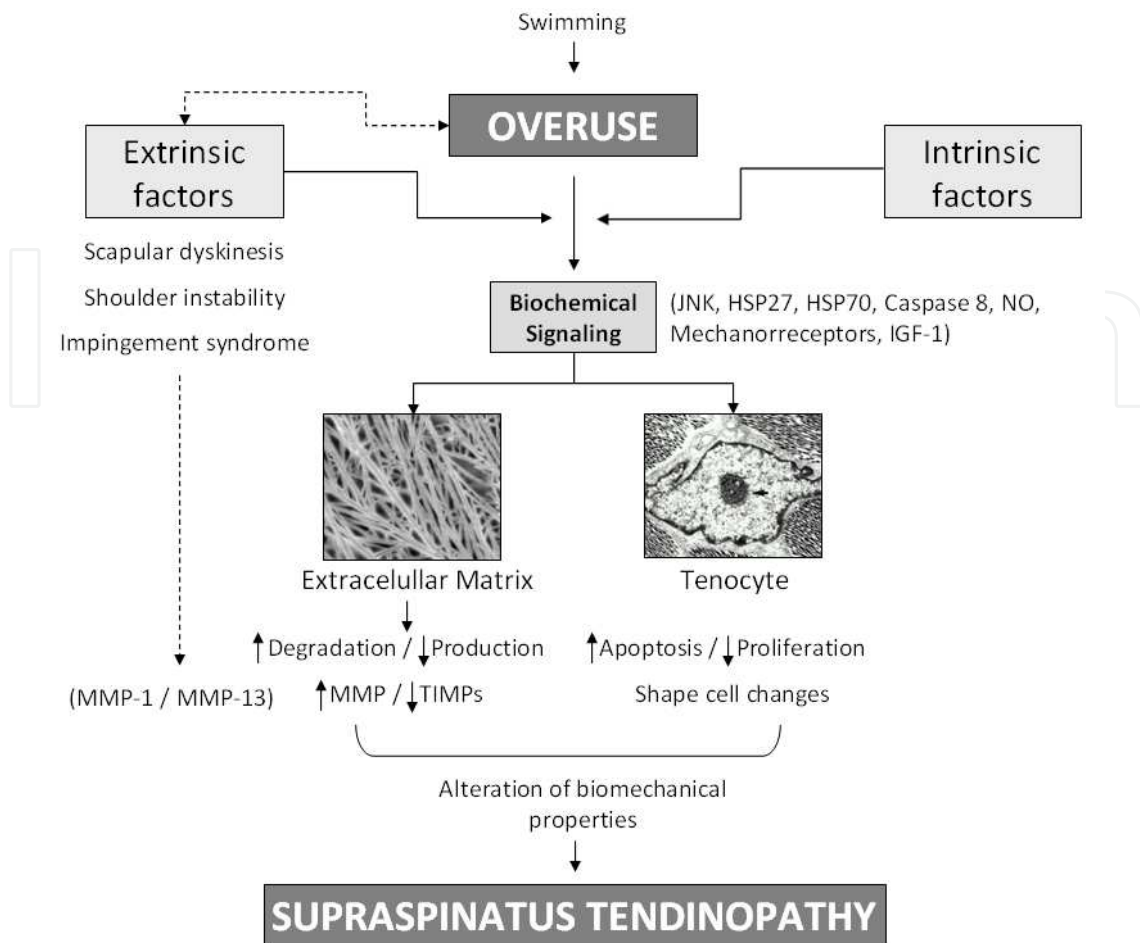 Swimming
OVERUSE
Extrinsic
factors
Intrinsic
factors
Scapular dyskinesis
Shoulder instability
Impingement syndrome
Biochemical
Signaling
(JNK, HSP27, HSP70, Caspase 8, NO,
Mechanorreceptors, IGF-1)
Extracelullar Matrix
Tenocyte
↑Degradation / ↓Production
↑Apoptosis / ↓Proliferation
(MMP-1 / MMP-13)
↑MMP / ↓TIMPs
Shape cell changes
Alteration of biomechanical
properties
SUPRASPINATUS TENDINOPATHY